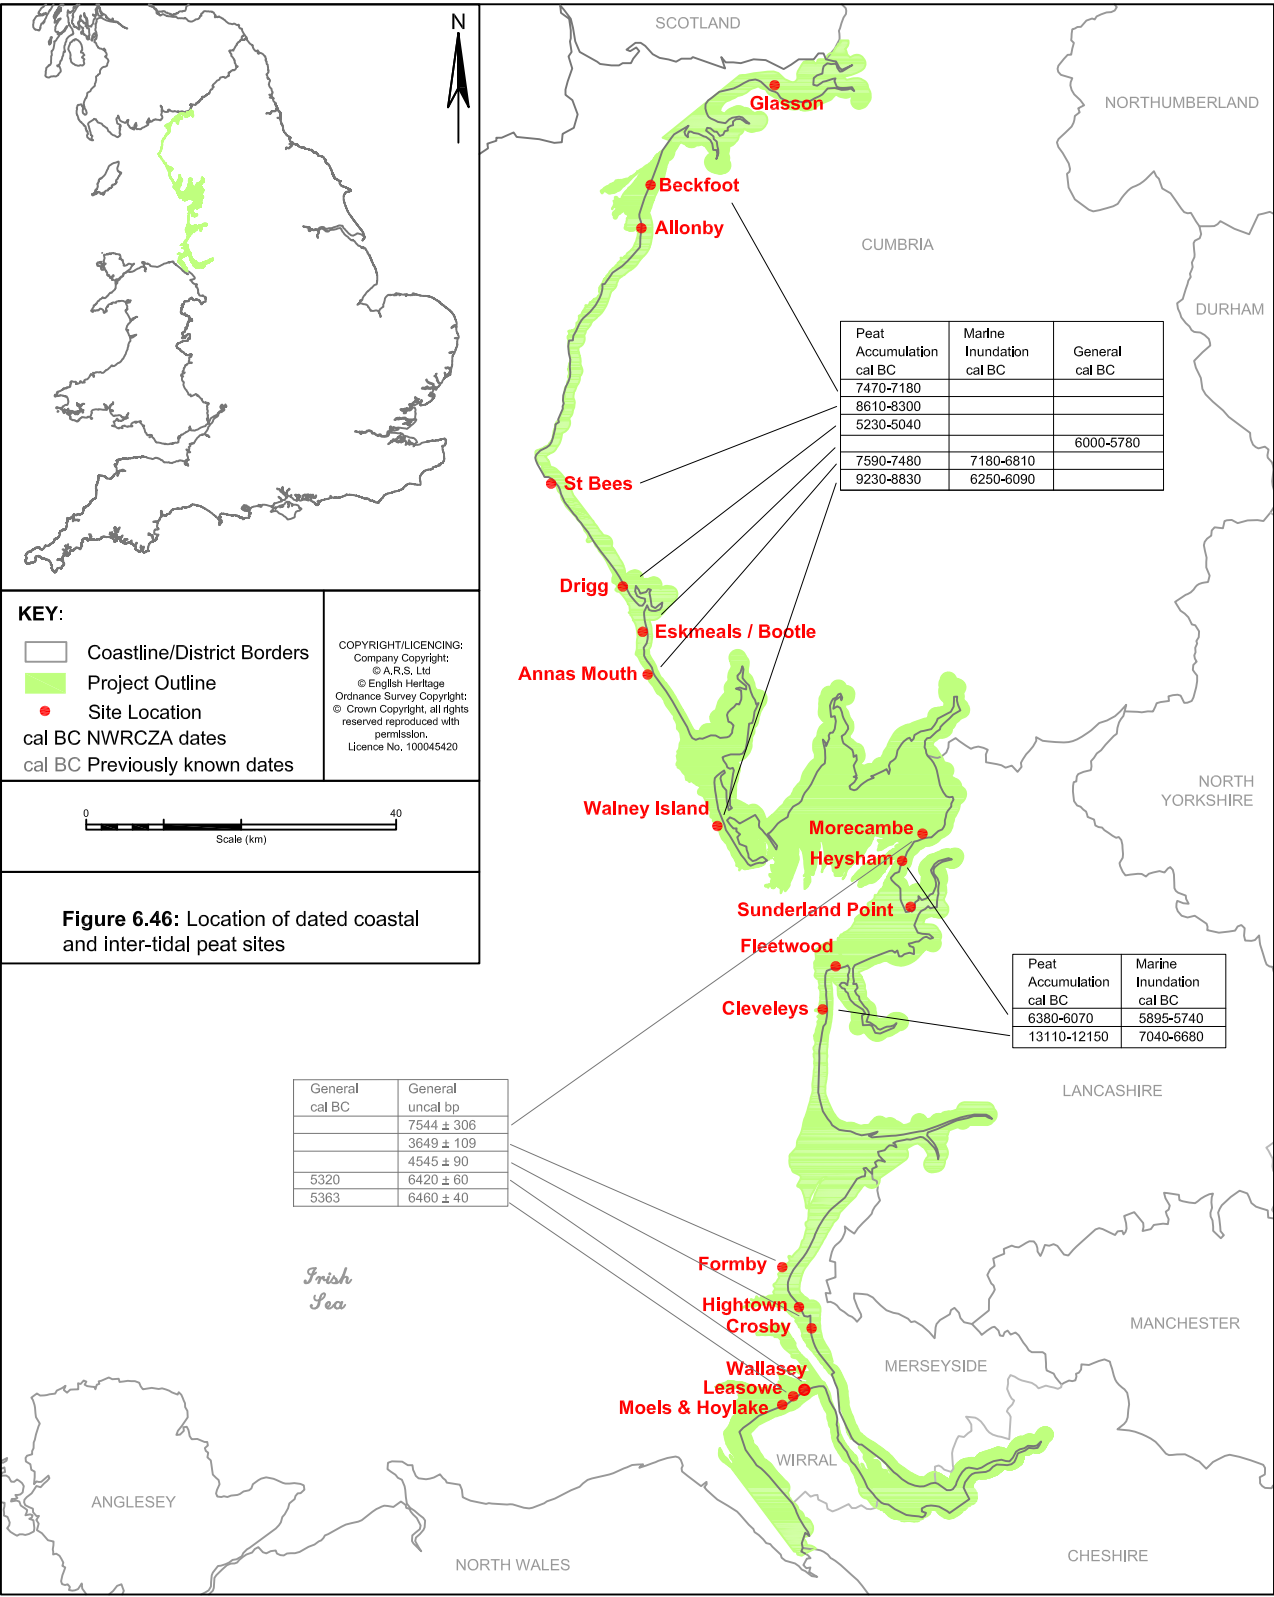 N
KEY:
Coastline/District Borders
Project Outline
Site Location
cal BC NWRCZA dates
cal BC Previously known dates
COPYRIGHT/LICENCING:
Company Copyright:
© A.R.S. Ltd
© English Heritage
Ordnance Survey Copyright:
© Crown Copyright, all rights
reserved reproduced with
permission.
Licence No. 100045420
0 40
Scale (km)
Figure 6.46: Location of dated coastal
and inter-tidal peat sites
SCOTLAND
NORTHUMBERLAND
Glasson
Beckfoot
Allonby
CUMBRIA
DURHAM
Peat Marine
Accumulation Inundation General
cal BC cal BC cal BC
7470-7180
8610-8300
5230-5040
6000-5780
7590-7480 7180-6810
9230-8830 6250-6090
St Bees
Drigg
Eskmeals / Bootle
Annas Mouth
NORTH
YORKSHIRE
Walney Island
Morecambe
Heysham
Sunderland Point
Fleetwood
Cleveleys
Peat Marine
Accumulation Inundation
cal BC cal BC
6380-6070 5895-5740
13110-12150 7040-6680
LANCASHIRE
General General
cal BC uncal bp
7544 ± 306
3649 ± 109
4545 ± 90
5320 6420 ± 60
5363 6460 ± 40
Irish
Sea
Formby
Hightown
Crosby
MANCHESTER
MERSEYSIDE
Wallasey
Leasowe
Moels & Hoylake
WIRRAL
ANGLESEY
NORTH WALES
CHESHIRE